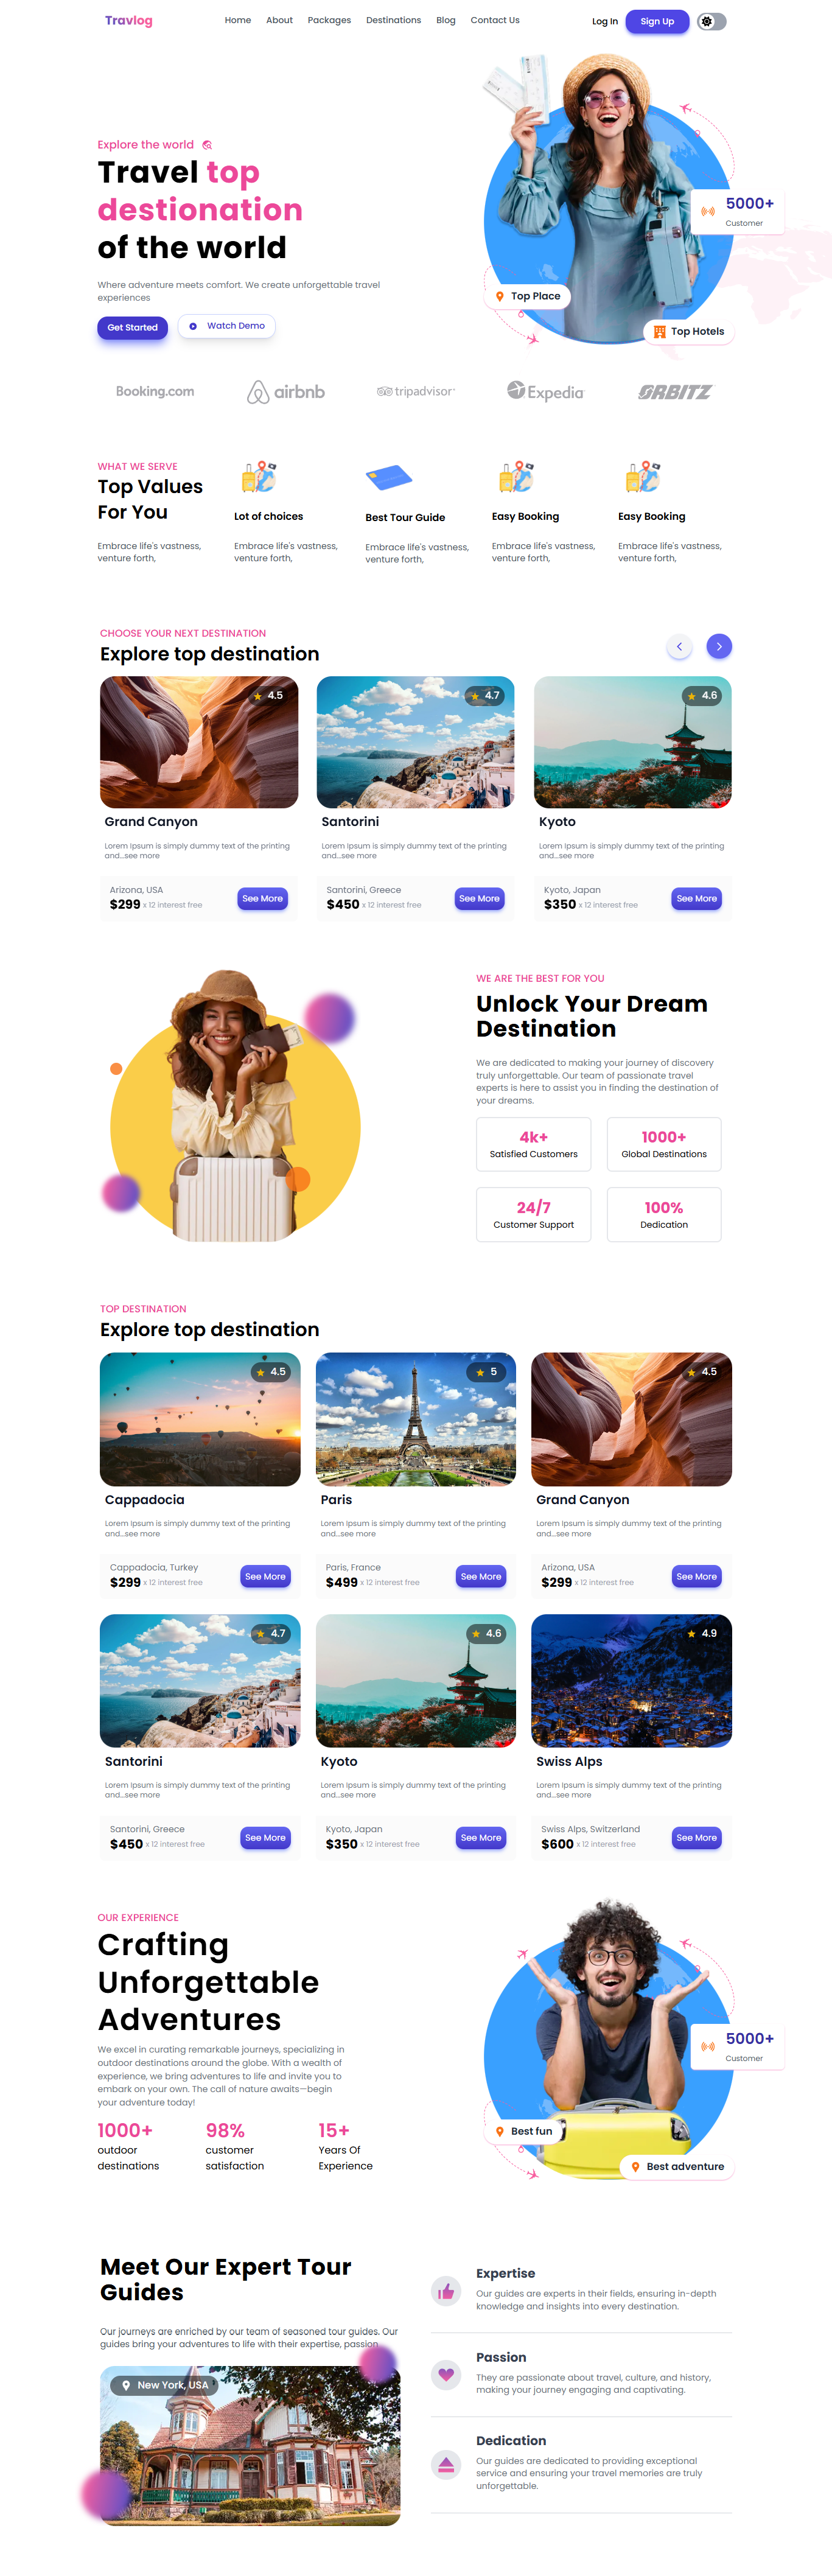 Travlog
Home About Packages Destinations Blog Contact Us
Log In
Sign Up
Explore the world
Travel top
destionation
of the world
Where adventure meets comfort. We create unforgettable travel
experiences
Get Started
Watch Demo
5000+
Customer
Top Place
Top Hotels
Booking.com
airbnb
tripadvisor
Expedia
ORBITZ
WHAT WE SERVE
Top Values
For You
Embrace life's vastness,
venture forth,
Lot of choices
Embrace life's vastness,
venture forth,
Best Tour Guide
Embrace life's vastness,
venture forth,
Easy Booking
Embrace life's vastness,
venture forth,
Easy Booking
Embrace life's vastness,
venture forth,
CHOOSE YOUR NEXT DESTINATION
Explore top destination
4.5
Grand Canyon
Lorem Ipsum is simply dummy text of the printing
and...see more
Arizona, USA
$299 x 12 interest free
See More
4.7
Santorini
Lorem Ipsum is simply dummy text of the printing
and...see more
Santorini, Greece
$450 x 12 interest free
See More
4.6
Kyoto
Lorem Ipsum is simply dummy text of the printing
and...see more
Kyoto, Japan
$350 x 12 interest free
See More
WE ARE THE BEST FOR YOU
Unlock Your Dream
Destination
We are dedicated to making your journey of discovery
truly unforgettable. Our team of passionate travel
experts is here to assist you in finding the destination of
your dreams.
4k+
Satisfied Customers
1000+
Global Destinations
24/7
Customer Support
100%
Dedication
TOP DESTINATION
Explore top destination
4.5
Cappadocia
Lorem Ipsum is simply dummy text of the printing
and...see more
Cappadocia, Turkey
$299 x 12 interest free
See More
5
Paris
Lorem Ipsum is simply dummy text of the printing
and...see more
Paris, France
$499 x 12 interest free
See More
4.5
Grand Canyon
Lorem Ipsum is simply dummy text of the printing
and...see more
Arizona, USA
$299 x 12 interest free
See More
4.7
Santorini
Lorem Ipsum is simply dummy text of the printing
and...see more
Santorini, Greece
$450 x 12 interest free
See More
4.6
Kyoto
Lorem Ipsum is simply dummy text of the printing
and...see more
Kyoto, Japan
$350 x 12 interest free
See More
4.9
Swiss Alps
Lorem Ipsum is simply dummy text of the printing
and...see more
Swiss Alps, Switzerland
$600 x 12 interest free
See More
OUR EXPERIENCE
Crafting
Unforgettable
Adventures
We excel in curating remarkable journeys, specializing in
outdoor destinations around the globe. With a wealth of
experience, we bring adventures to life and invite you to
embark on your own. The call of nature awaits—begin
your adventure today!
1000+
outdoor
destinations
98%
customer
satisfaction
15+
Years Of
Experience
5000+
Customer
Best fun
Best adventure
Meet Our Expert Tour
Guides
Our journeys are enriched by our team of seasoned tour guides. Our
guides bring your adventures to life with their expertise, passion
New York, USA
Expertise
Our guides are experts in their fields, ensuring in-depth
knowledge and insights into every destination.
Passion
They are passionate about travel, culture, and history,
making your journey engaging and captivating.
Dedication
Our guides are dedicated to providing exceptional
service and ensuring your travel memories are truly
unforgettable.